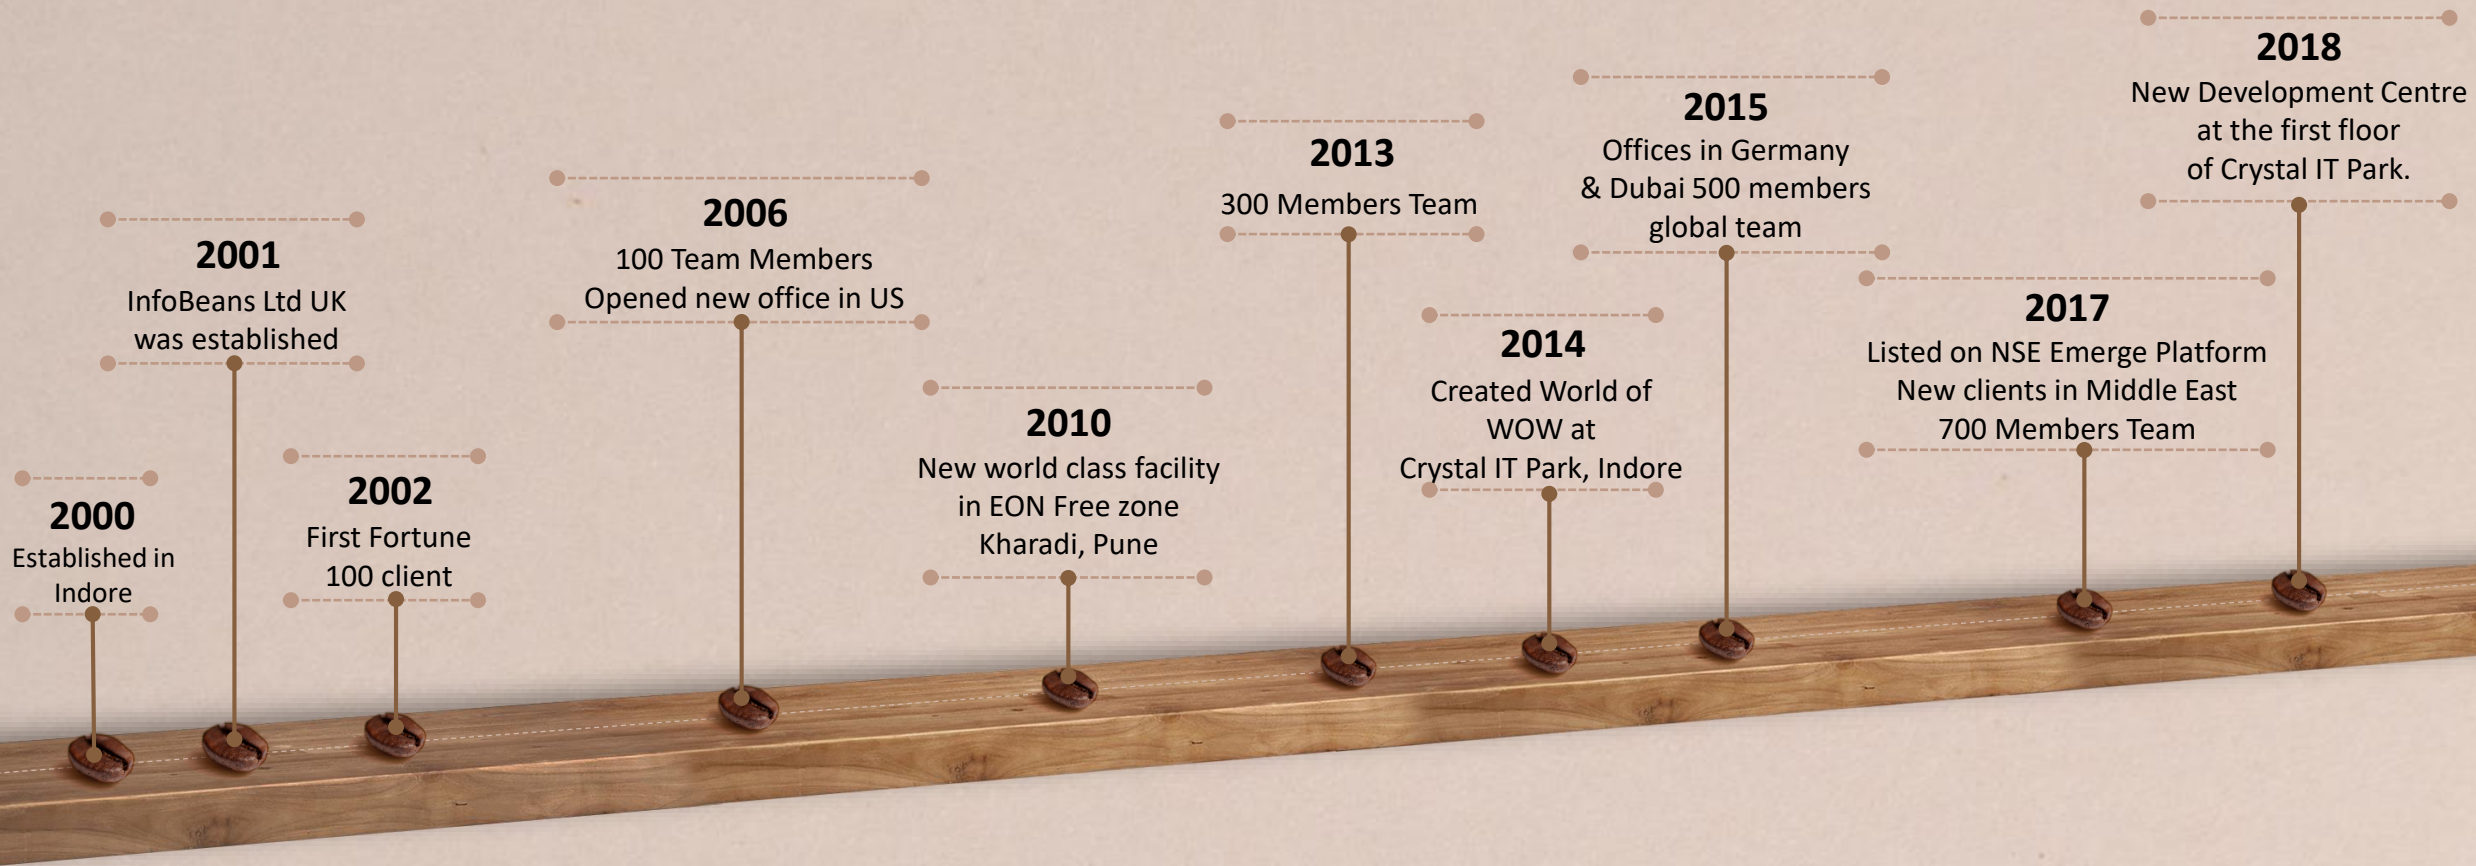 2000
Established in
Indore
2001
InfoBeans Ltd UK
was established
2002
First Fortune
100 client
2006
100 Team Members
Opened new office in US
2010
New world class facility
in EON Free zone
Kharadi, Pune
2013
300 Members Team
2014
Created World of
WOW at
Crystal IT Park, Indore
2015
Offices in Germany
& Dubai 500 members
global team
2017
Listed on NSE Emerge Platform
New clients in Middle East
700 Members Team
2018
New Development Centre
at the first floor
of Crystal IT Park.